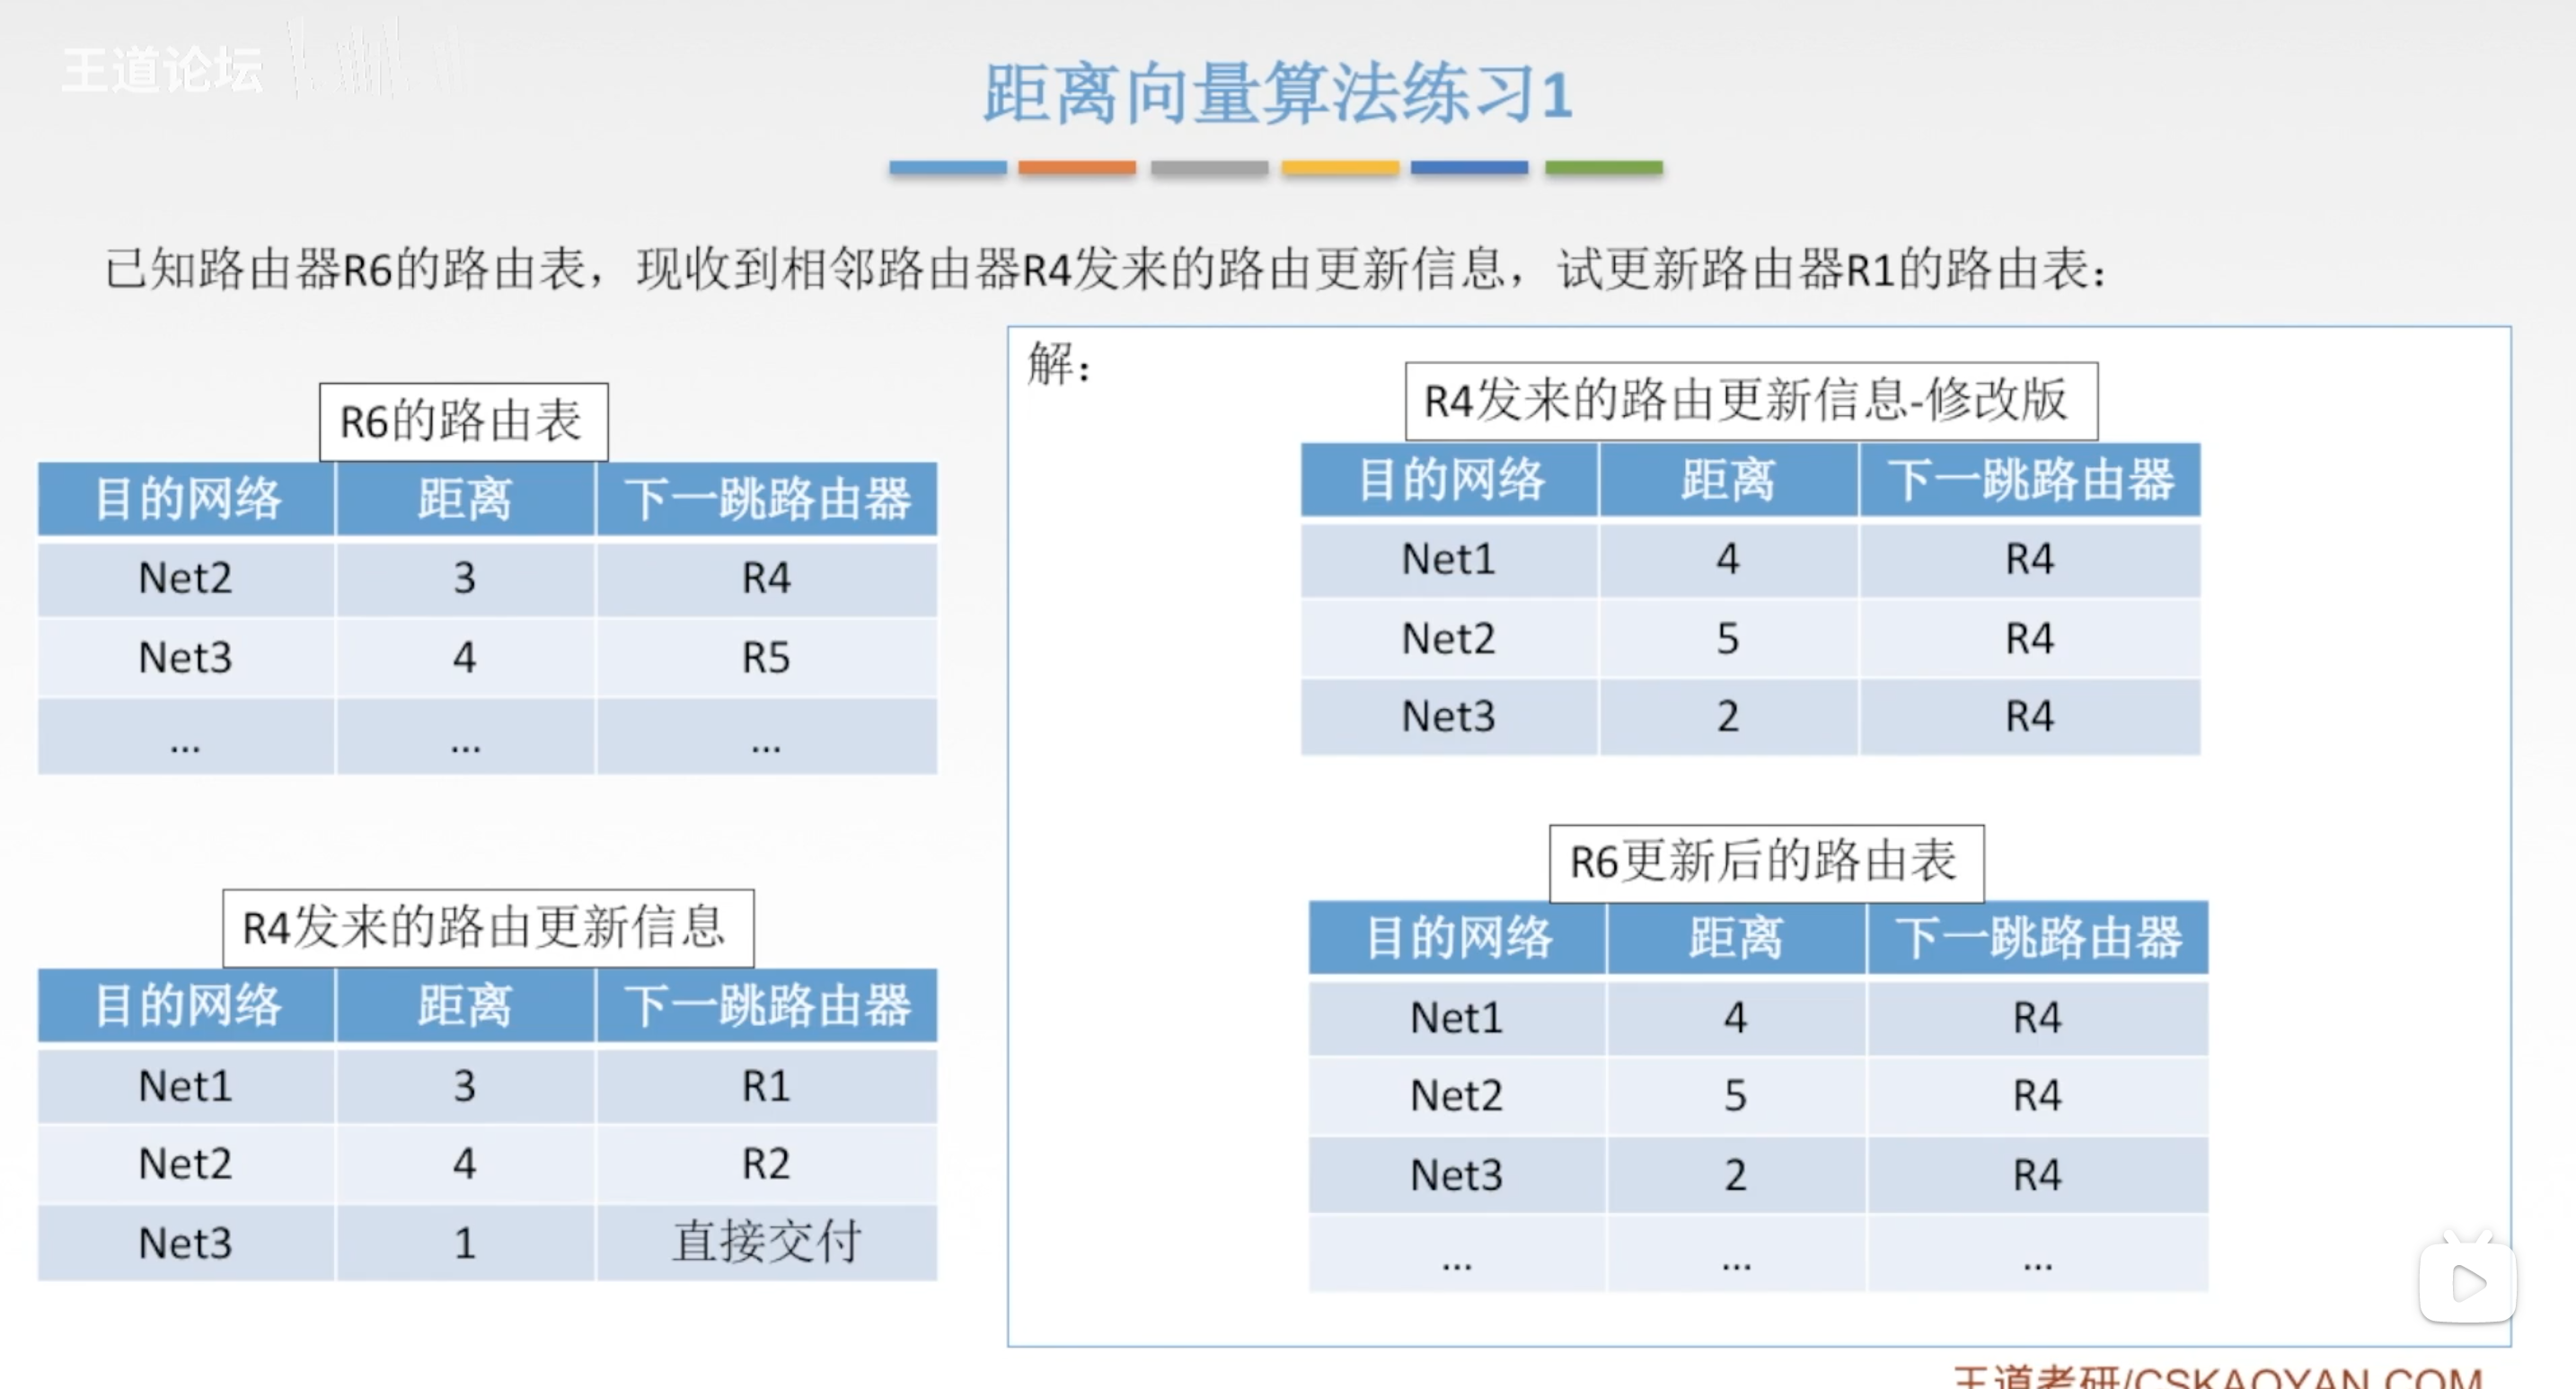 王道论坛
距离向量算法练习1
已知路由器R6的路由表，现收到相邻路由器R4发来的路由更新信息，试更新路由器R1的路由表：
R6的路由表
目的网络 距离 下一跳路由器
Net2 3 R4
Net3 4 R5
... ... ...
R4发来的路由更新信息
目的网络 距离 下一跳路由器
Net1 3 R1
Net2 4 R2
Net3 1 直接交付
解：
R4发来的路由更新信息-修改版
目的网络 距离 下一跳路由器
Net1 4 R4
Net2 5 R4
Net3 2 R4
R6更新后的路由表
目的网络 距离 下一跳路由器
Net1 4 R4
Net2 5 R4
Net3 2 R4
... ... ...
王道考研/CSKAOYAN.COM